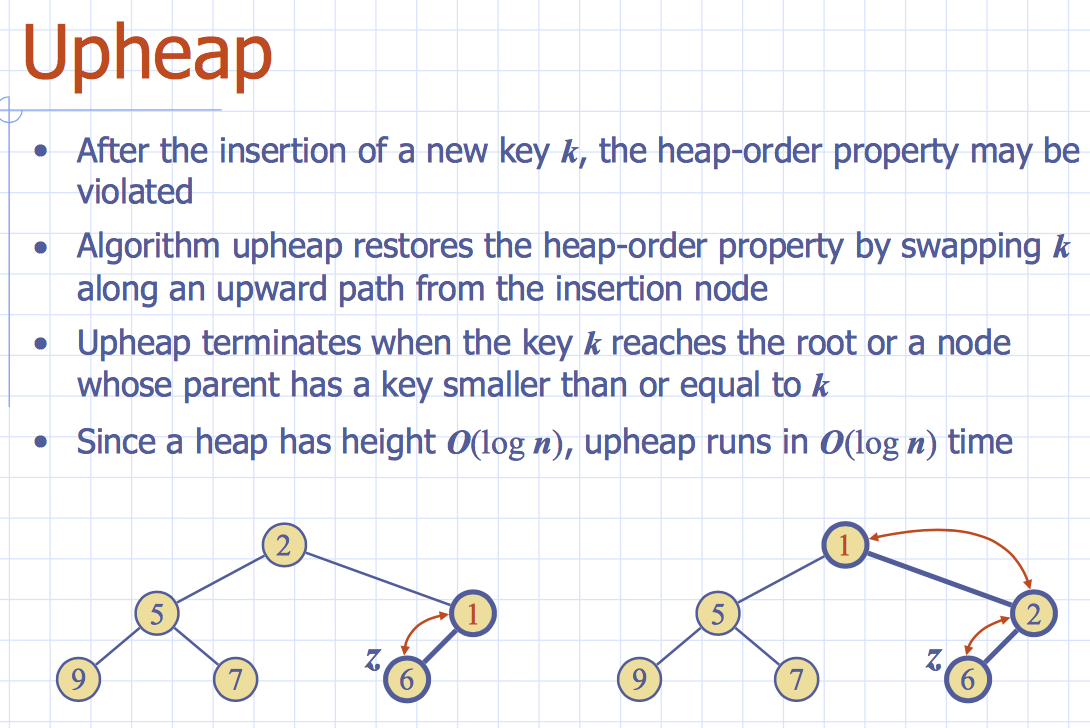 Upheap
• After the insertion of a new key k, the heap-order property may be
violated
• Algorithm upheap restores the heap-order property by swapping k
along an upward path from the insertion node
• Upheap terminates when the key k reaches the root or a node
whose parent has a key smaller than or equal to k
• Since a heap has height O(log n), upheap runs in O(log n) time
2
5
1
z
9
7
6
1
5
2
z
9
7
6